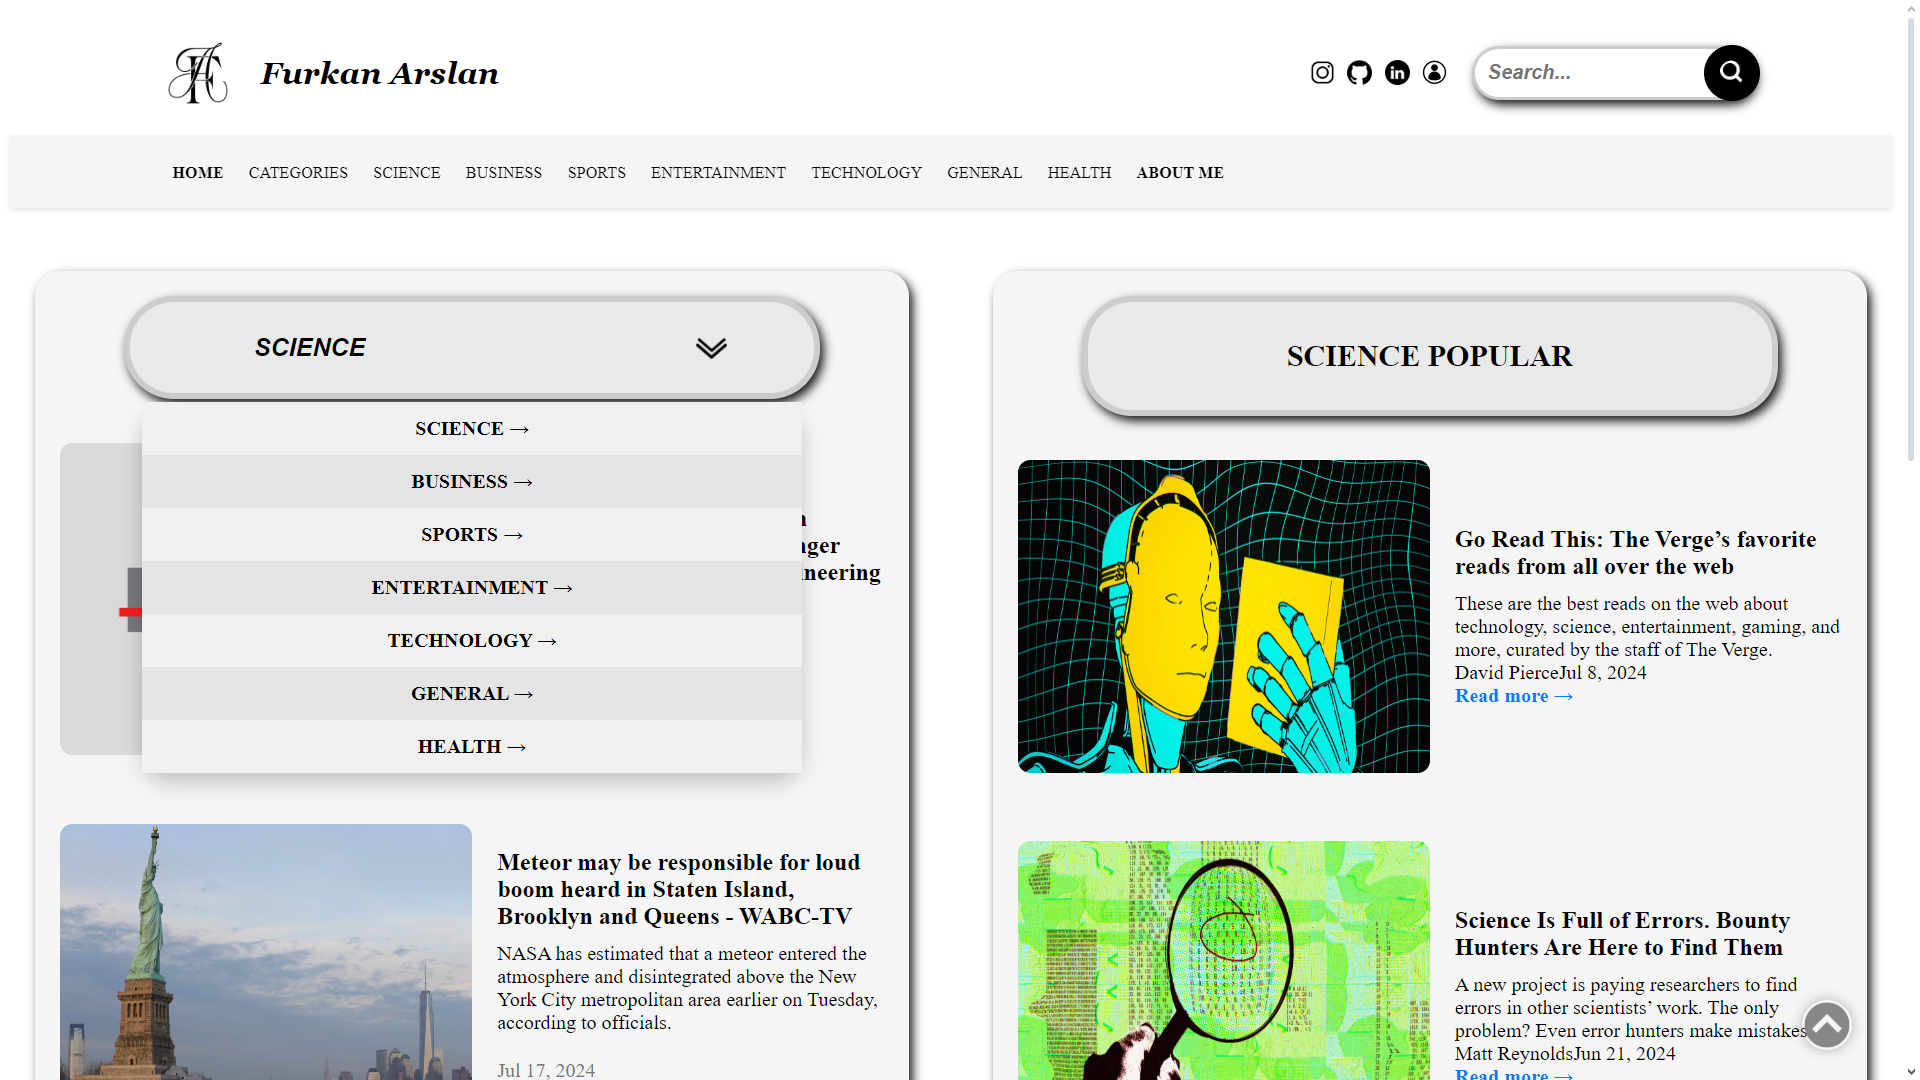 Furkan Arslan
Search...
HOME CATEGORIES SCIENCE BUSINESS SPORTS ENTERTAINMENT TECHNOLOGY GENERAL HEALTH ABOUT ME
SCIENCE
SCIENCE →
BUSINESS →
SPORTS →
ENTERTAINMENT →
TECHNOLOGY →
GENERAL →
HEALTH →
Meteor may be responsible for loud
boom heard in Staten Island,
Brooklyn and Queens - WABC-TV
NASA has estimated that a meteor entered the
atmosphere and disintegrated above the New
York City metropolitan area earlier on Tuesday,
according to officials.
Jul 17, 2024
SCIENCE POPULAR
Go Read This: The Verge’s favorite
reads from all over the web
These are the best reads on the web about
technology, science, entertainment, gaming, and
more, curated by the staff of The Verge.
David PierceJul 8, 2024
Read more →
Science Is Full of Errors. Bounty
Hunters Are Here to Find Them
A new project is paying researchers to find
errors in other scientists’ work. The only
problem? Even error hunters make mistakes
Matt ReynoldsJun 21, 2024
Read more →